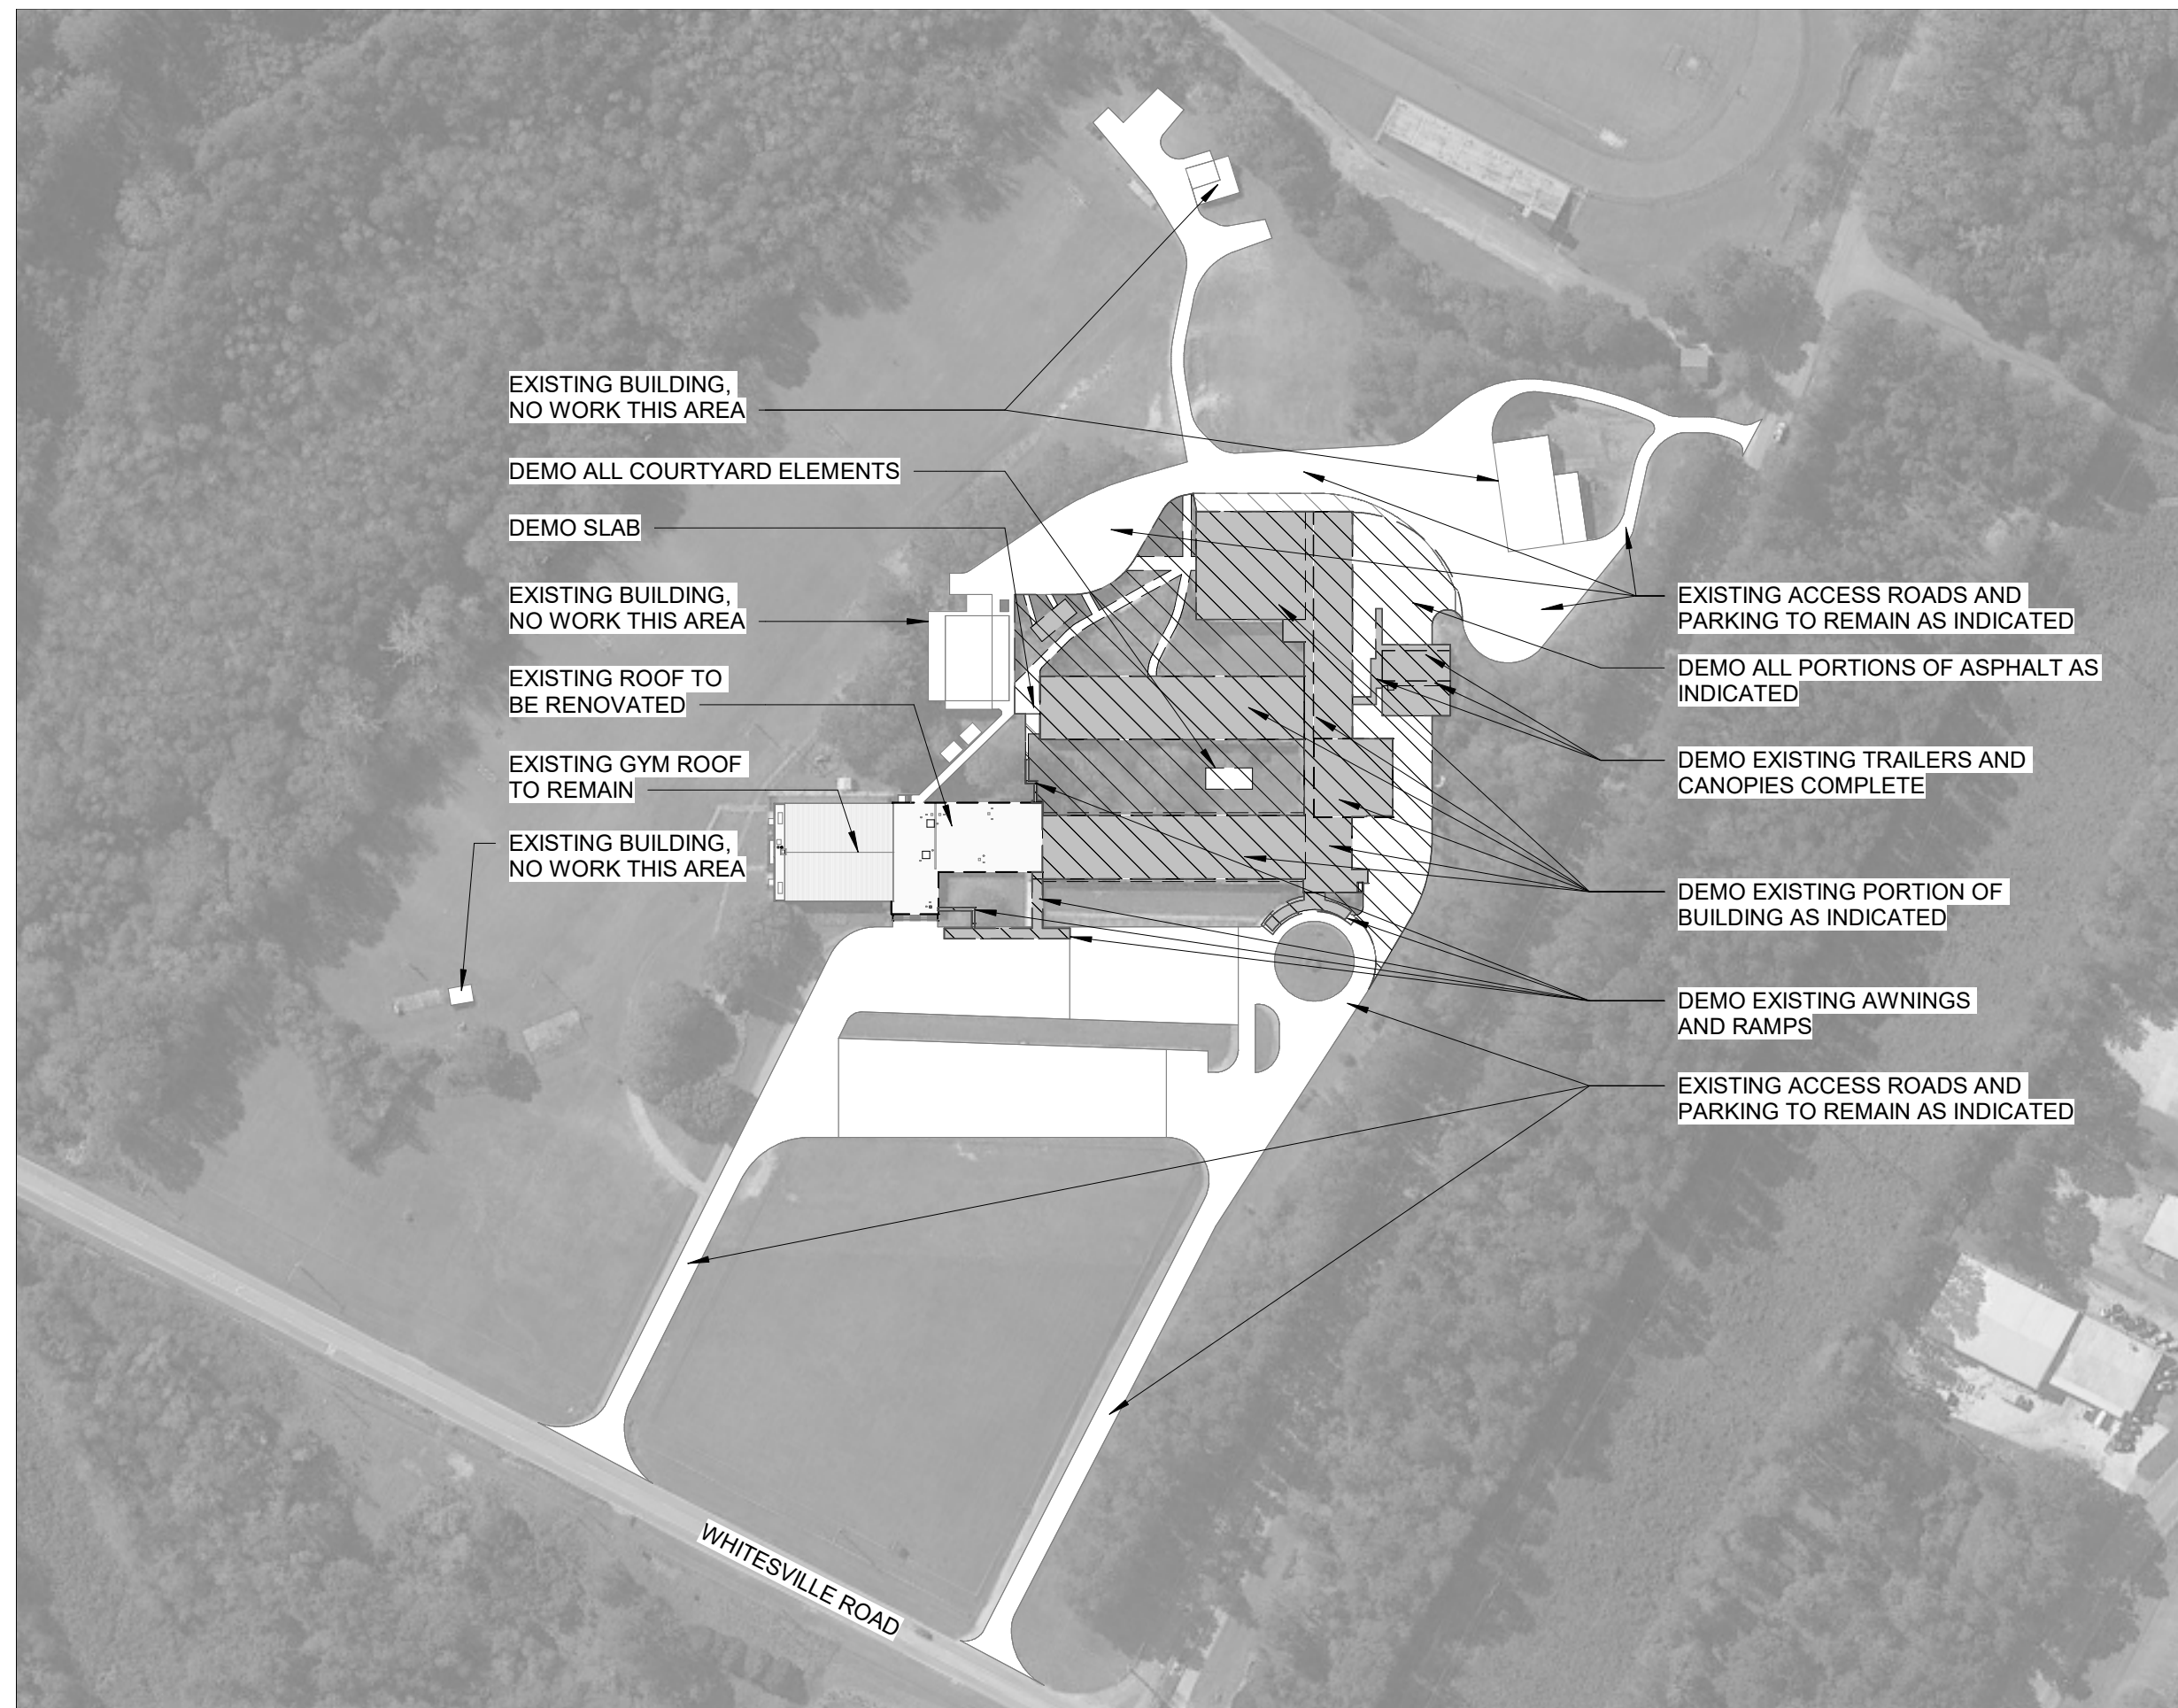 EXISTING BUILDING,
NO WORK THIS AREA
DEMO ALL COURTYARD ELEMENTS
DEMO SLAB
EXISTING BUILDING,
NO WORK THIS AREA
EXISTING ROOF TO
BE RENOVATED
EXISTING GYM ROOF
TO REMAIN
EXISTING BUILDING,
NO WORK THIS AREA
EXISTING ACCESS ROADS AND
PARKING TO REMAIN AS INDICATED
DEMO ALL PORTIONS OF ASPHALT AS
INDICATED
DEMO EXISTING TRAILERS AND
CANOPIES COMPLETE
DEMO EXISTING PORTION OF
BUILDING AS INDICATED
DEMO EXISTING AWNINGS
AND RAMPS
EXISTING ACCESS ROADS AND
PARKING TO REMAIN AS INDICATED
WHITESVILLE ROAD